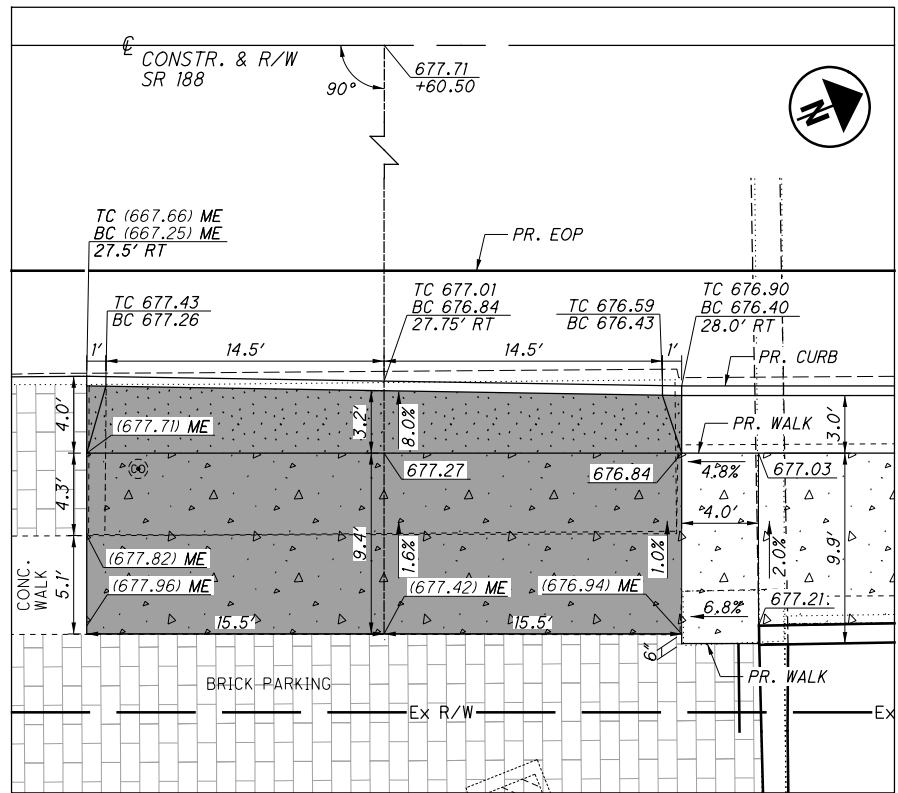 CL
CONSTR. & R/W
SR 188
90°
677.71
+60.50
N
TC (667.66) ME
BC (667.25) ME
27.5' RT
PR. EOP
TC 677.43
BC 677.26
TC 677.01
BC 676.84
27.75' RT
TC 676.59
BC 676.43
TC 676.90
BC 676.40
28.0' RT
1'
14.5'
14.5'
1'
PR. CURB
4.0'
3.2'
8.0%
3.0'
(677.71) ME
PR. WALK
677.27
676.84
4.8%
677.03
4.3'
4.0'
9.4'
1.6%
1.0%
2.0%
9.9'
CONC.
WALK
5.1'
(677.82) ME
(677.96) ME
(677.42) ME
(676.94) ME
6.8%
677.21
15.5'
15.5'
6"
BRICK PARKING
PR. WALK
Ex R/W
Ex